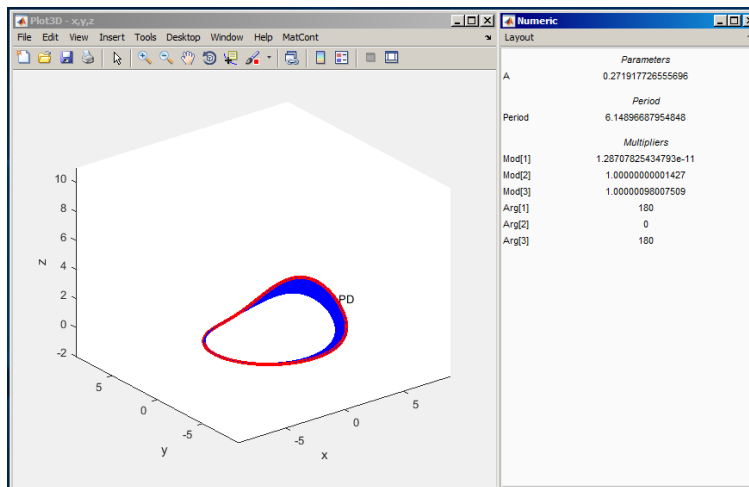 Plot3D - x,y,z
File Edit View Insert Tools Desktop Window Help MatCont
10
8
6
4
2
0
-2
z
5
0
-5
y
-5
0
5
x
PD
Numeric
Layout
Parameters
A 0.271917726555696
Period
Period 6.14896687954848
Multipliers
Mod[1] 1.28707825434793e-11
Mod[2] 1.00000000001427
Mod[3] 1.00000098007509
Arg[1] 180
Arg[2] 0
Arg[3] 180